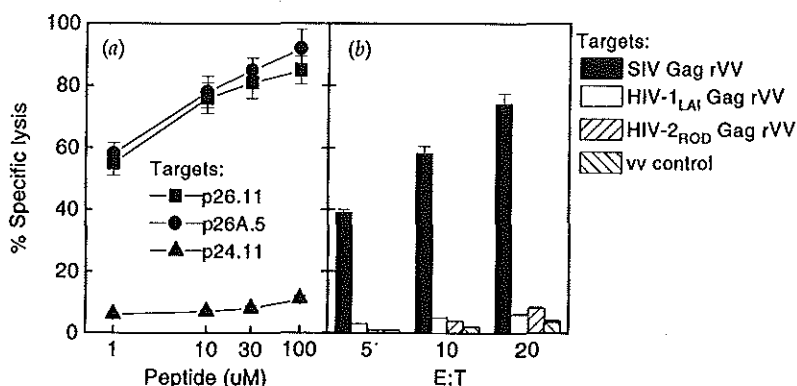 100
80
60
40
20
0
% Specific lysis
(a)
Targets:
p26.11
p26A.5
p24.11
1
10
30
100
Peptide (uM)
(b)
5'
10
20
E:T
Targets:
SIV Gag rVV
HIV-1LAI Gag rVV
HIV-2ROD Gag rVV
vv control